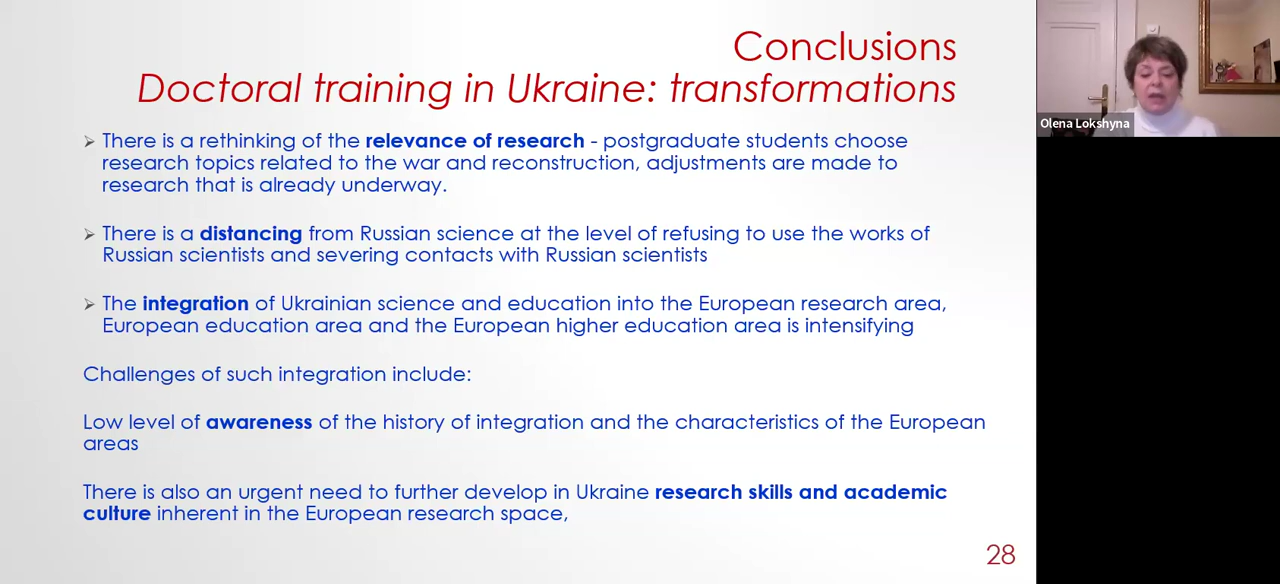 Conclusions
Doctoral training in Ukraine: transformations
There is a rethinking of the relevance of research - postgraduate students choose
research topics related to the war and reconstruction, adjustments are made to
research that is already underway.
There is a distancing from Russian science at the level of refusing to use the works of
Russian scientists and severing contacts with Russian scientists
The integration of Ukrainian science and education into the European research area,
European education area and the European higher education area is intensifying
Challenges of such integration include:
Low level of awareness of the history of integration and the characteristics of the European
areas
There is also an urgent need to further develop in Ukraine research skills and academic
culture inherent in the European research space,
28
Olena Lokshyna